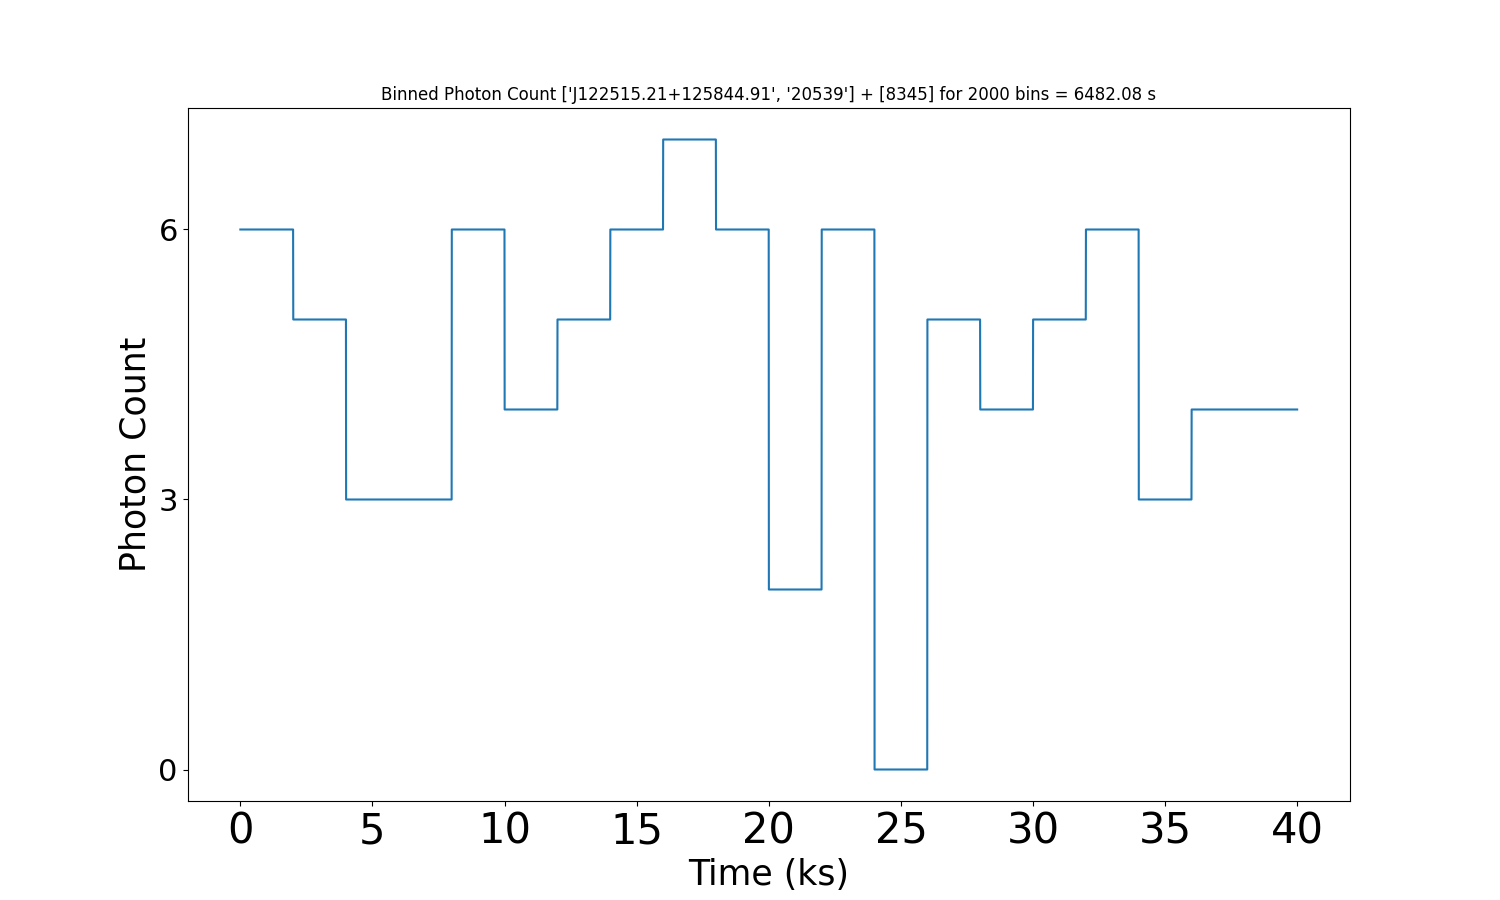 Binned Photon Count ['J122515.21+125844.91', '20539'] + [8345] for 2000 bins = 6482.08 s
6
3
0
Photon Count
0 5 10 15 20 25 30 35 40
Time (ks)